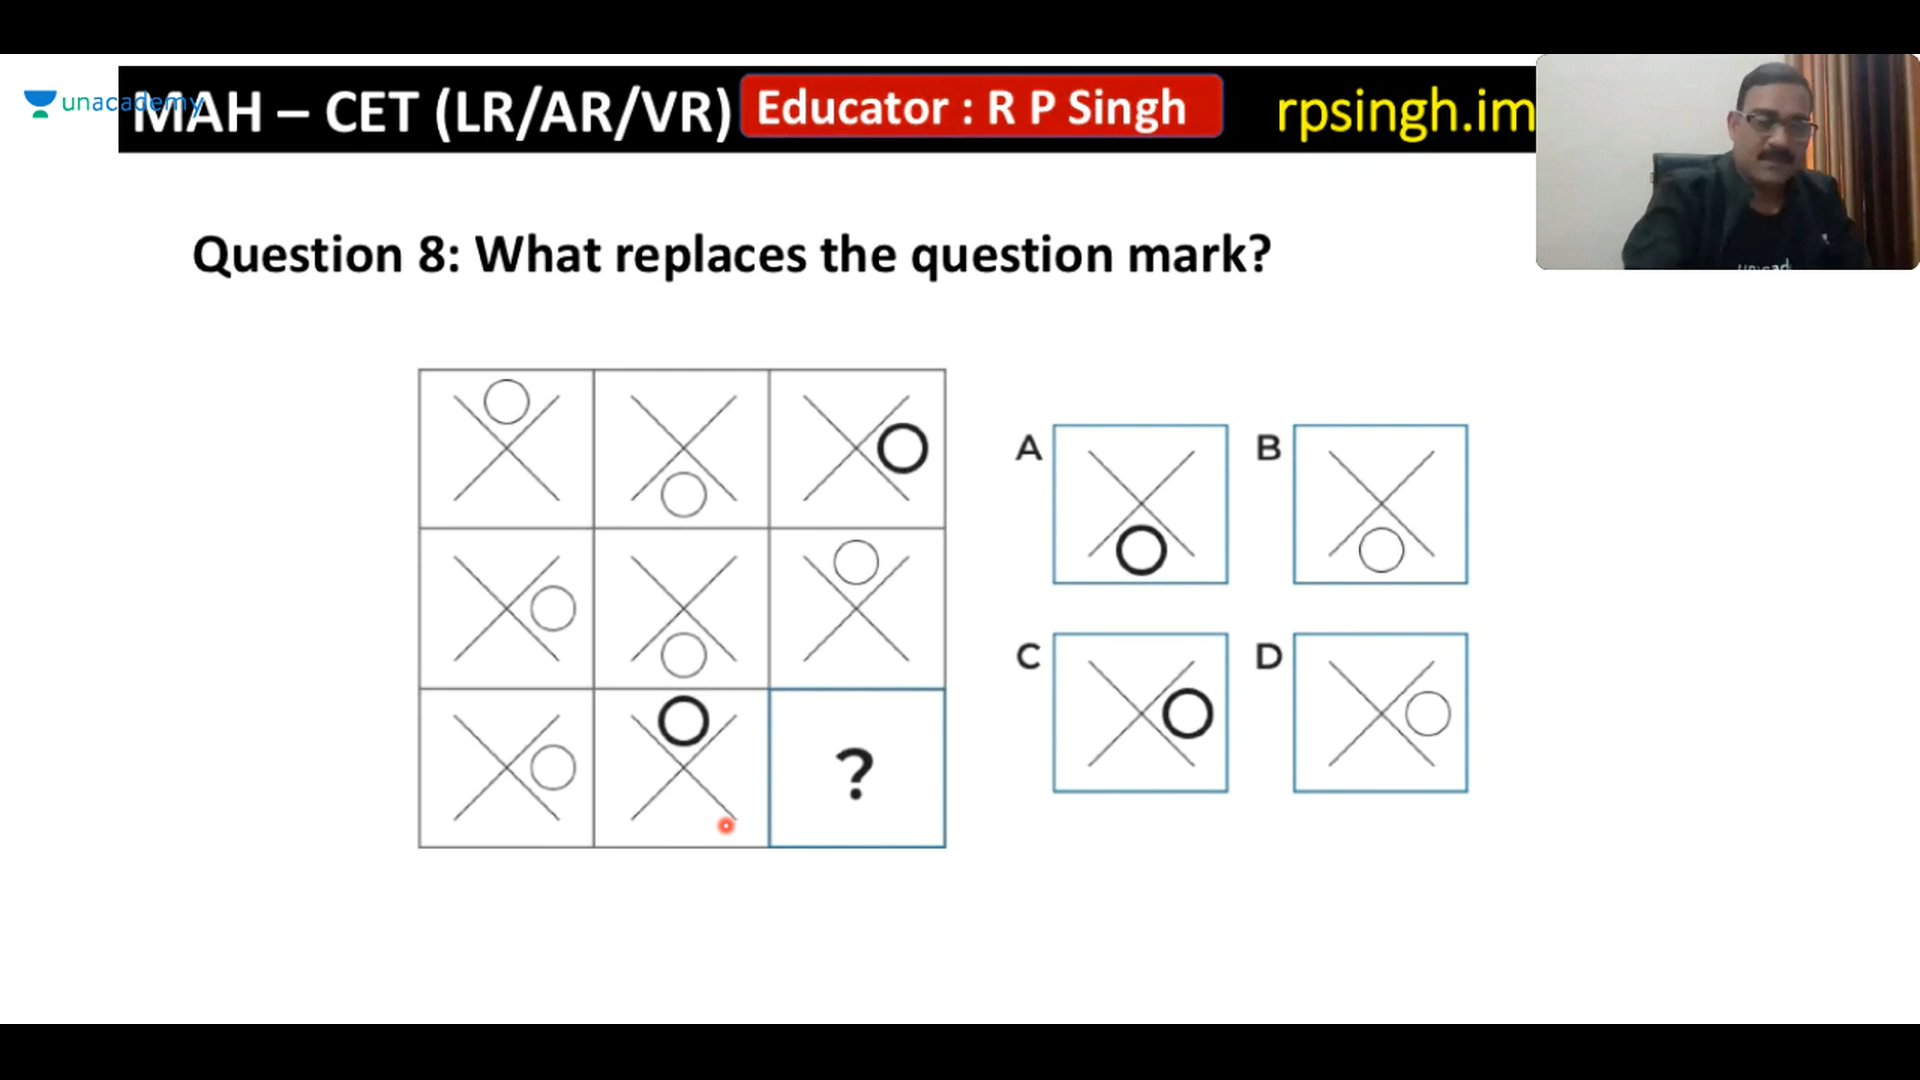 unacademy
MAH – CET (LR/AR/VR) Educator : R P Singh rpsingh.im
Question 8: What replaces the question mark?
A B
C D
?